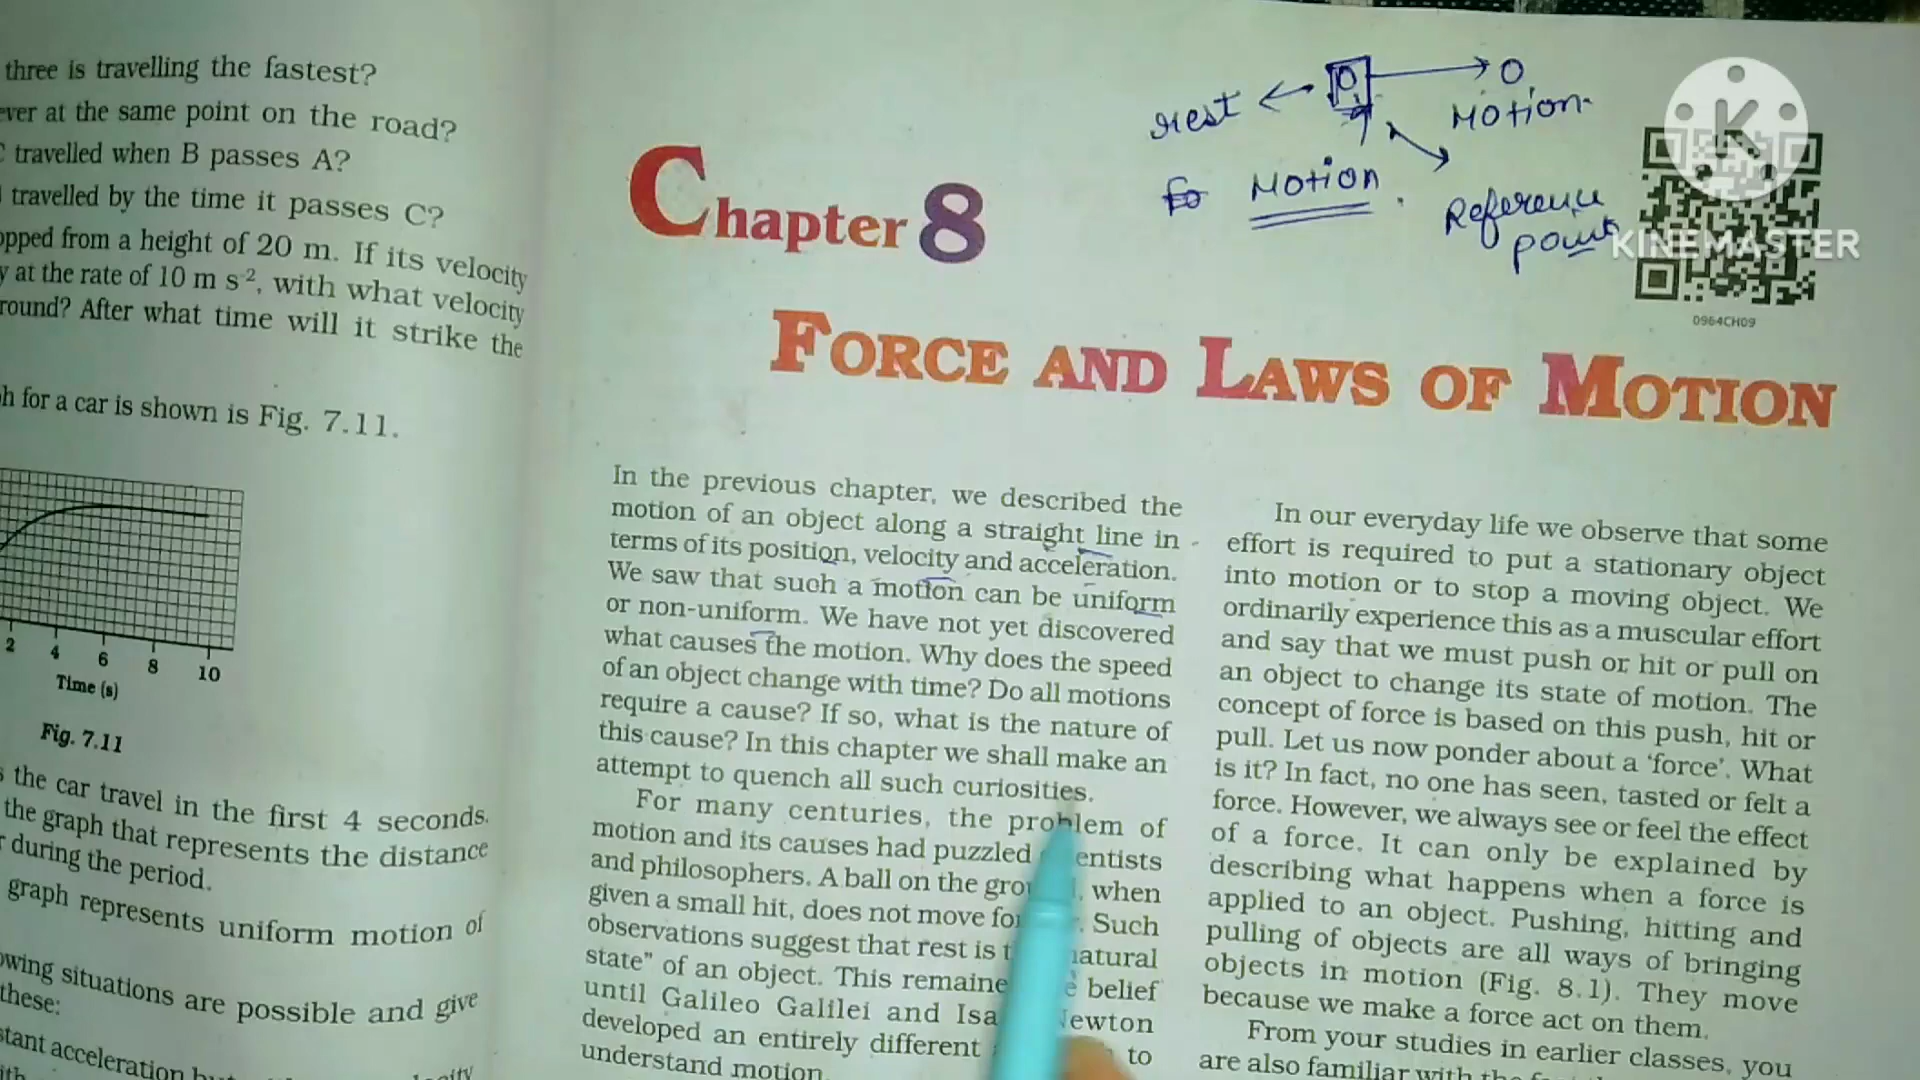 three is travelling the fastest?
ever at the same point on the road?
C travelled when B passes A?
travelled by the time it passes C?
opped from a height of 20 m. If its velocity
y at the rate of 10 m s-2, with what velocity
round? After what time will it strike the
h for a car is shown is Fig. 7.11.
2 4 6 8 10
Time (s)
Fig. 7.11
s the car travel in the first 4 seconds.
the graph that represents the distance
r during the period.
graph represents uniform motion of
owing situations are possible and give
these:
stant acceleration
rest ← O → O
Motion.
Motion.
Reference
point
K
KINEMASTER
0964CH09
Chapter 8
FORCE AND LAWS OF MOTION
In the previous chapter, we described the
motion of an object along a straight line in
terms of its position, velocity and acceleration.
We saw that such a motion can be uniform
or non-uniform. We have not yet discovered
what causes the motion. Why does the speed
of an object change with time? Do all motions
require a cause? If so, what is the nature of
this cause? In this chapter we shall make an
attempt to quench all such curiosities.
For many centuries, the problem of
motion and its causes had puzzled entists
and philosophers. A ball on the gro , when
given a small hit, does not move fo . Such
observations suggest that rest is t natural
state" of an object. This remaine e belief
until Galileo Galilei and Isa Newton
developed an entirely different to
understand motion.
In our everyday life we observe that some
effort is required to put a stationary object
into motion or to stop a moving object. We
ordinarily experience this as a muscular effort
and say that we must push or hit or pull on
an object to change its state of motion. The
concept of force is based on this push, hit or
pull. Let us now ponder about a ‘force’. What
is it? In fact, no one has seen, tasted or felt a
force. However, we always see or feel the effect
of a force. It can only be explained by
describing what happens when a force is
applied to an object. Pushing, hitting and
pulling of objects are all ways of bringing
objects in motion (Fig. 8.1). They move
because we make a force act on them.
From your studies in earlier classes, you
are also familiar with the